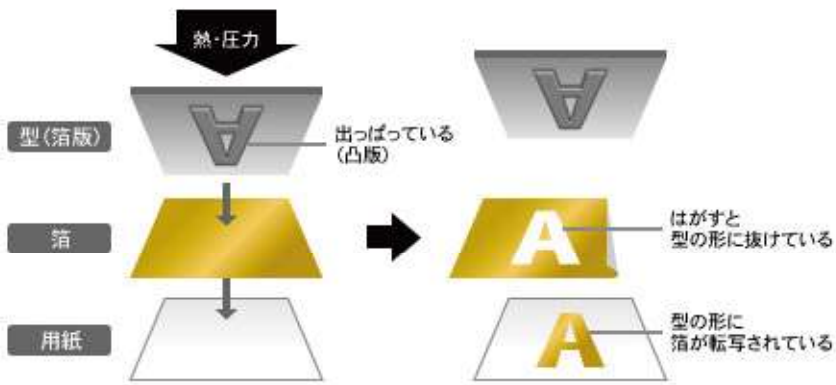 熱・圧力
型(箔版)
出っぱっている
(凸版)
箔
はがすと
型の形に抜けている
用紙
型の形に
箔が転写されている
A
A
A
A